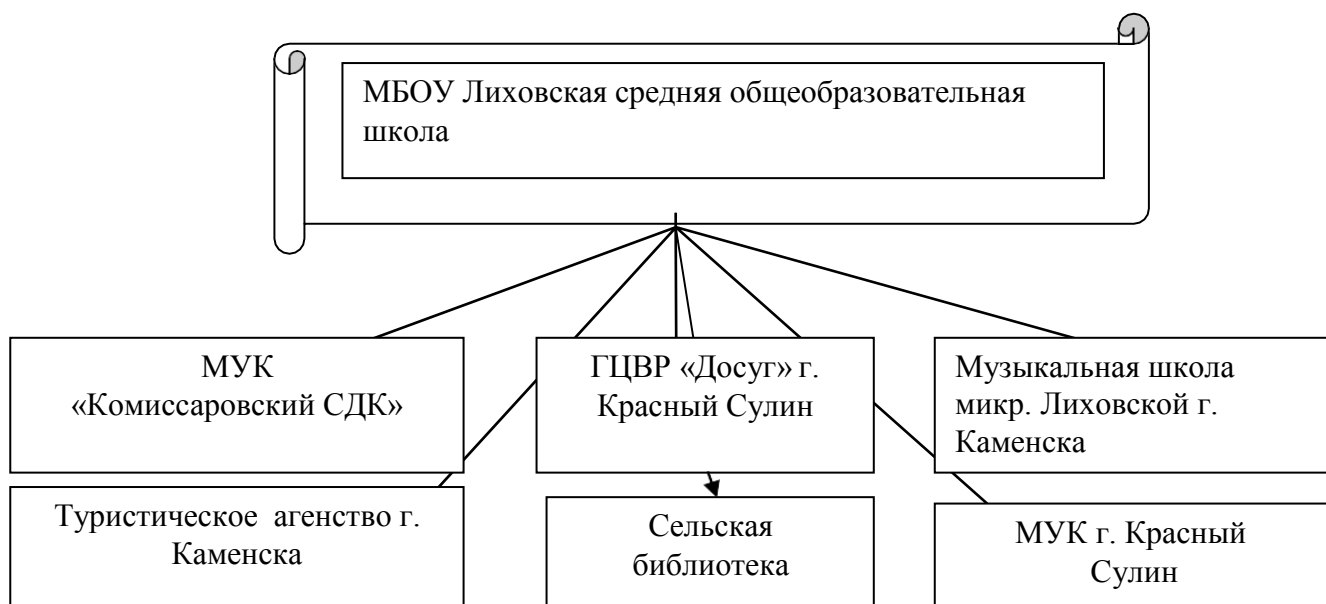 МБОУ Лиховская средняя общеобразовательная
школа
МУК
«Комиссаровский СДК»
ГЦВР «Досуг» г.
Красный Сулин
Музыкальная школа
микр. Лиховской г.
Каменска
Туристическое агенство г.
Каменска
Сельская
библиотека
МУК г. Красный
Сулин